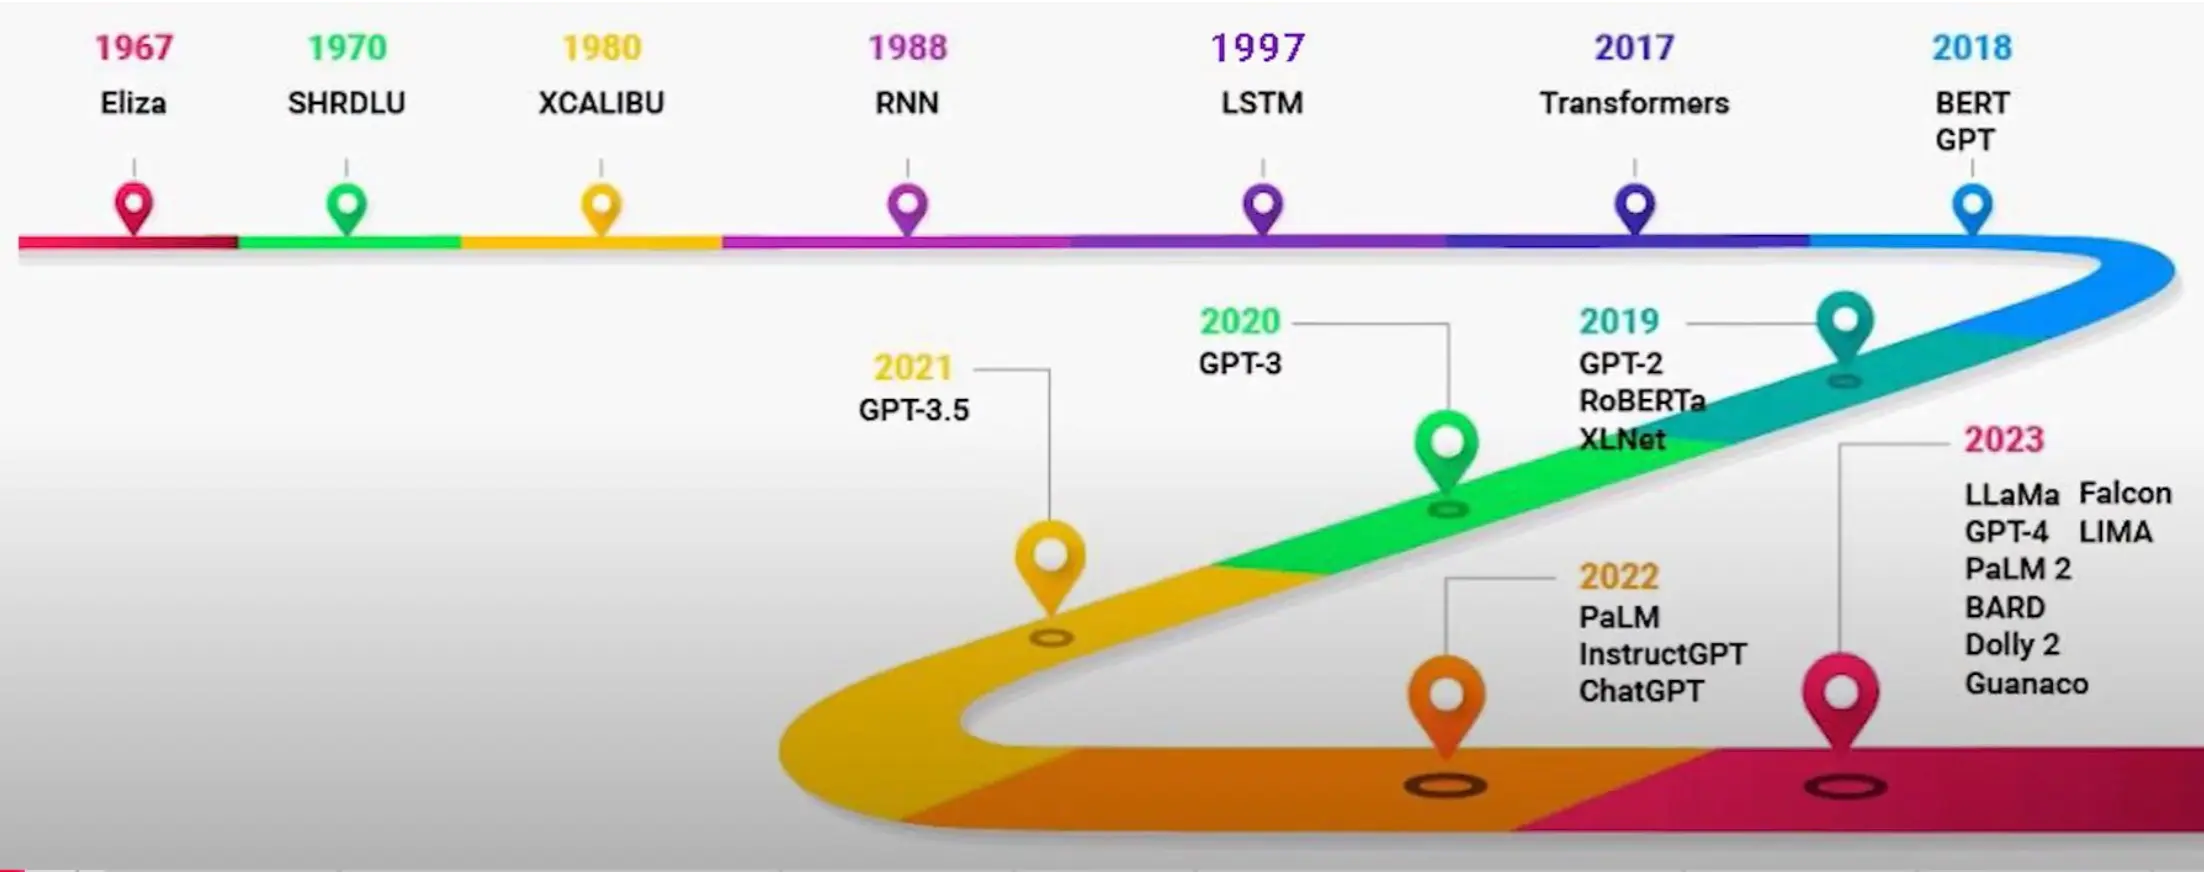 1967
Eliza
1970
SHRDLU
1980
XCALIBU
1988
RNN
1997
LSTM
2017
Transformers
2018
BERT
GPT
2019
GPT-2
RoBERTa
XLNet
2020
GPT-3
2021
GPT-3.5
2022
PaLM
InstructGPT
ChatGPT
2023
LLaMa Falcon
GPT-4 LIMA
PaLM 2
BARD
Dolly 2
Guanaco